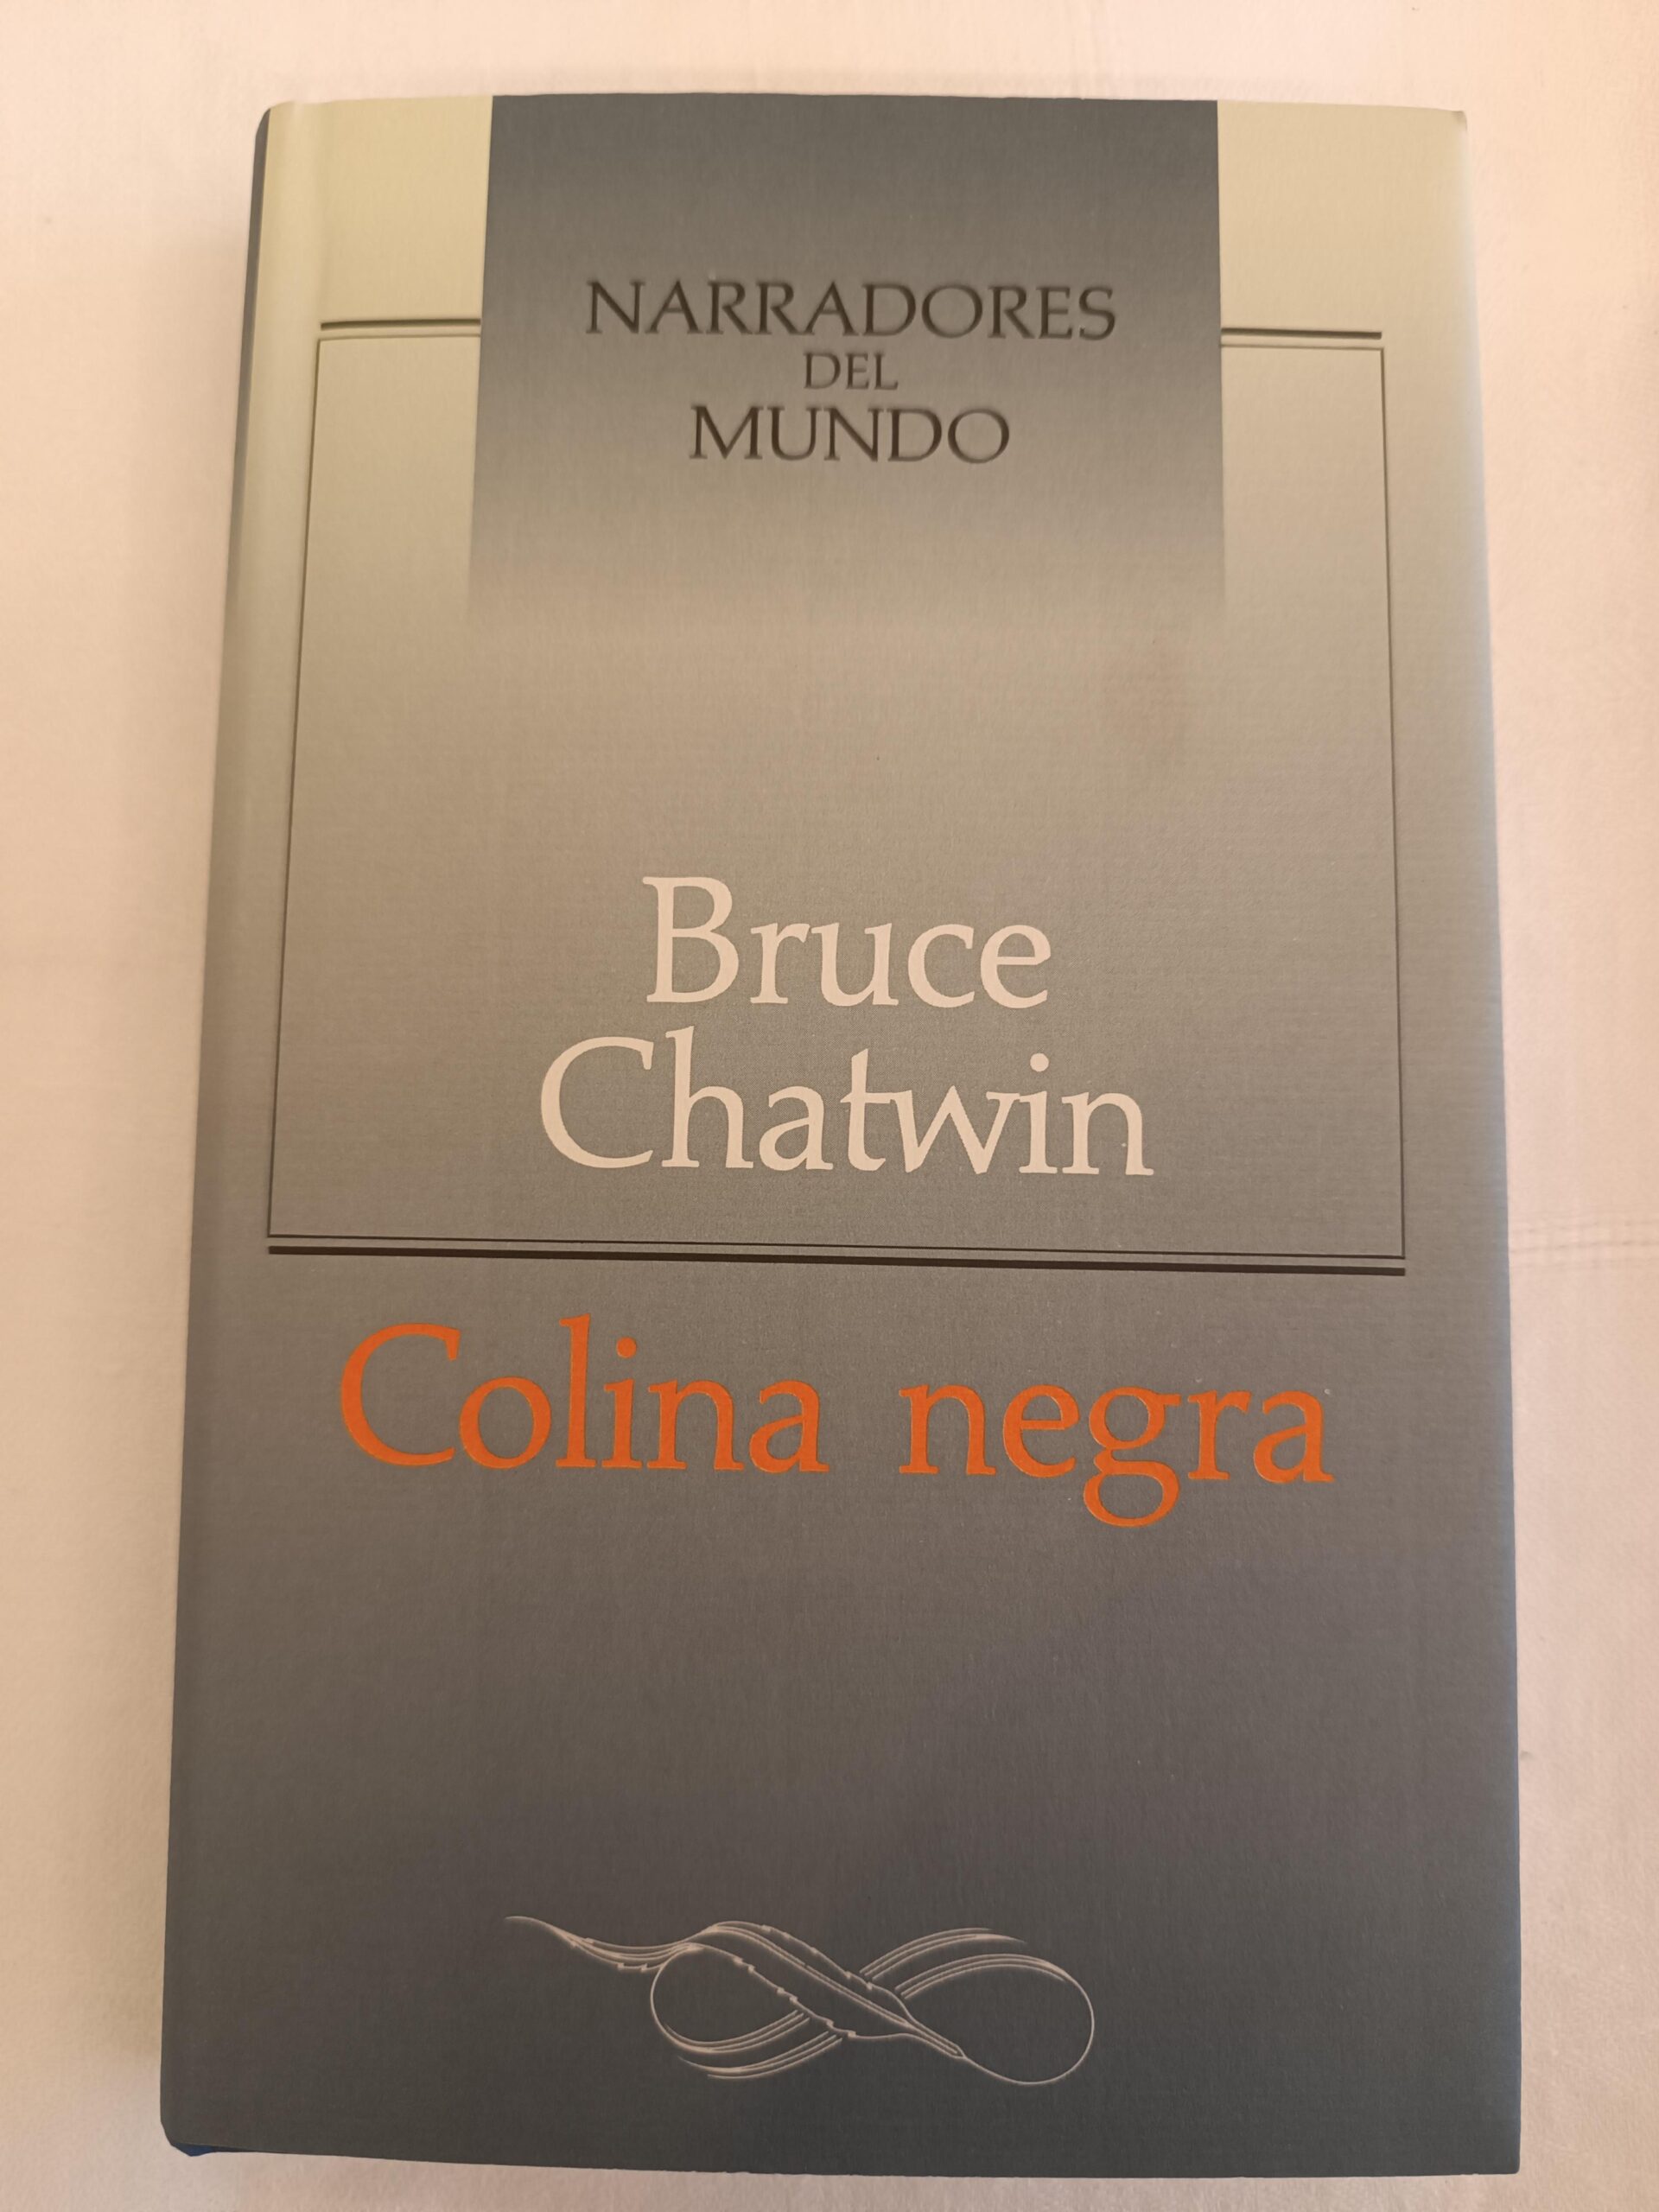 NARRADORES
DEL
MUNDO
Bruce
Chatwin
Colina negra